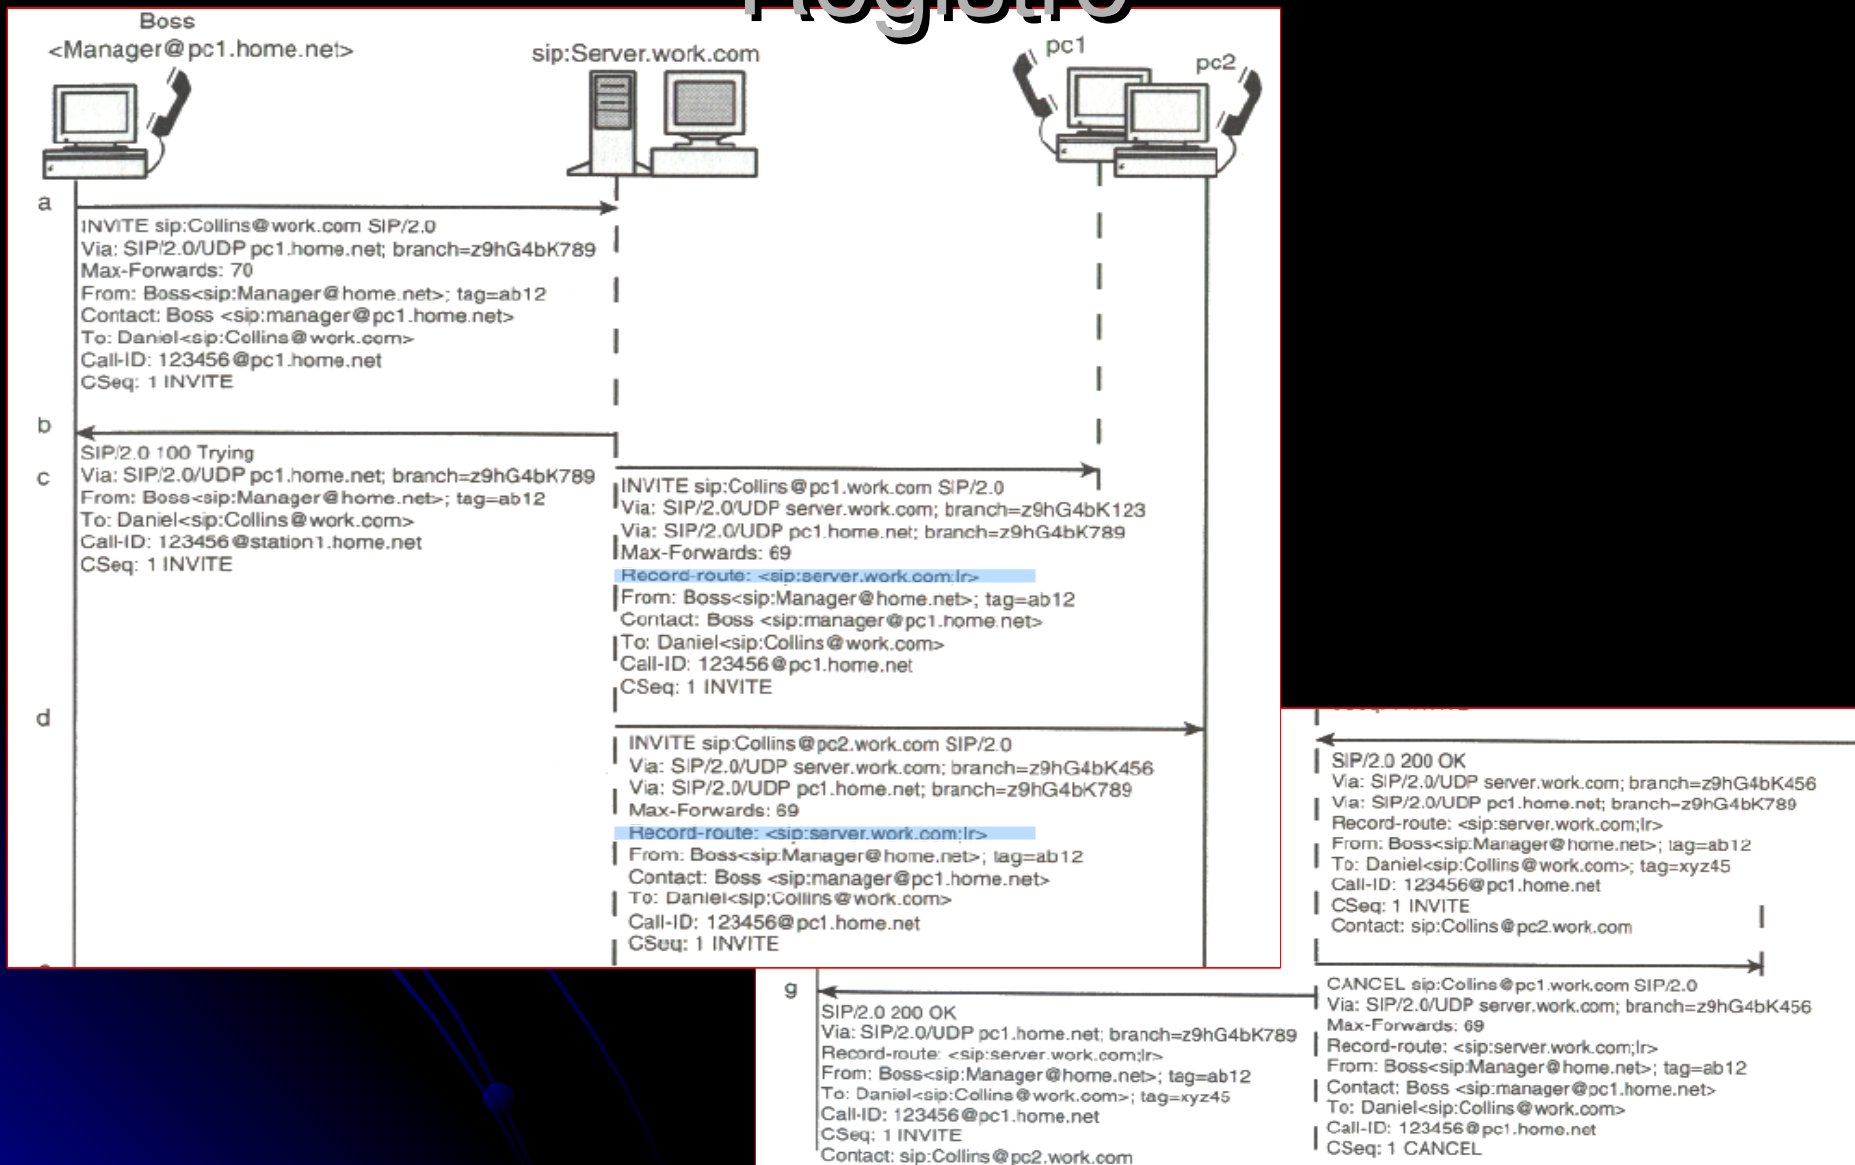 Registro
Boss
<Manager@pc1.home.net>
sip:Server.work.com
pc1
pc2
a
INVITE sip:Collins@work.com SIP/2.0
Via: SIP/2.0/UDP pc1.home.net; branch=z9hG4bK789
Max-Forwards: 70
From: Boss<sip:Manager@home.net>; tag=ab12
Contact: Boss <sip:manager@pc1.home.net>
To: Daniel<sip:Collins@work.com>
Call-ID: 123456@pc1.home.net
CSeq: 1 INVITE
b
SIP/2.0 100 Trying
Via: SIP/2.0/UDP pc1.home.net; branch=z9hG4bK789
From: Boss<sip:Manager@home.net>; tag=ab12
To: Daniel<sip:Collins@work.com>
Call-ID: 123456@station1.home.net
CSeq: 1 INVITE
c
INVITE sip:Collins@pc1.work.com SIP/2.0
Via: SIP/2.0/UDP server.work.com; branch=z9hG4bK123
Via: SIP/2.0/UDP pc1.home.net; branch=z9hG4bK789
Max-Forwards: 69
Record-route: <sip:server.work.com;lr>
From: Boss<sip:Manager@home.net>; tag=ab12
Contact: Boss <sip:manager@pc1.home.net>
To: Daniel<sip:Collins@work.com>
Call-ID: 123456@pc1.home.net
CSeq: 1 INVITE
d
INVITE sip:Collins@pc2.work.com SIP/2.0
Via: SIP/2.0/UDP server.work.com; branch=z9hG4bK456
Via: SIP/2.0/UDP pc1.home.net; branch=z9hG4bK789
Max-Forwards: 69
Record-route: <sip:server.work.com;lr>
From: Boss<sip:Manager@home.net>; tag=ab12
Contact: Boss <sip:manager@pc1.home.net>
To: Daniel<sip:Collins@work.com>
Call-ID: 123456@pc1.home.net
CSeq: 1 INVITE
SIP/2.0 200 OK
Via: SIP/2.0/UDP server.work.com; branch=z9hG4bK456
Via: SIP/2.0/UDP pc1.home.net; branch=z9hG4bK789
Record-route: <sip:server.work.com;lr>
From: Boss<sip:Manager@home.net>; tag=ab12
To: Daniel<sip:Collins@work.com>; tag=xyz45
Call-ID: 123456@pc1.home.net
CSeq: 1 INVITE
Contact: sip:Collins@pc2.work.com
CANCEL sip:Collins@pc1.work.com SIP/2.0
Via: SIP/2.0/UDP server.work.com; branch=z9hG4bK456
Max-Forwards: 69
Record-route: <sip:server.work.com;lr>
From: Boss<sip:Manager@home.net>; tag=ab12
Contact: Boss <sip:manager@pc1.home.net>
To: Daniel<sip:Collins@work.com>
Call-ID: 123456@pc1.home.net
CSeq: 1 CANCEL
g
SIP/2.0 200 OK
Via: SIP/2.0/UDP pc1.home.net; branch=z9hG4bK789
Record-route: <sip:server.work.com;lr>
From: Boss<sip:Manager@home.net>; tag=ab12
To: Daniel<sip:Collins@work.com>; tag=xyz45
Call-ID: 123456@pc1.home.net
CSeq: 1 INVITE
Contact: sip:Collins@pc2.work.com